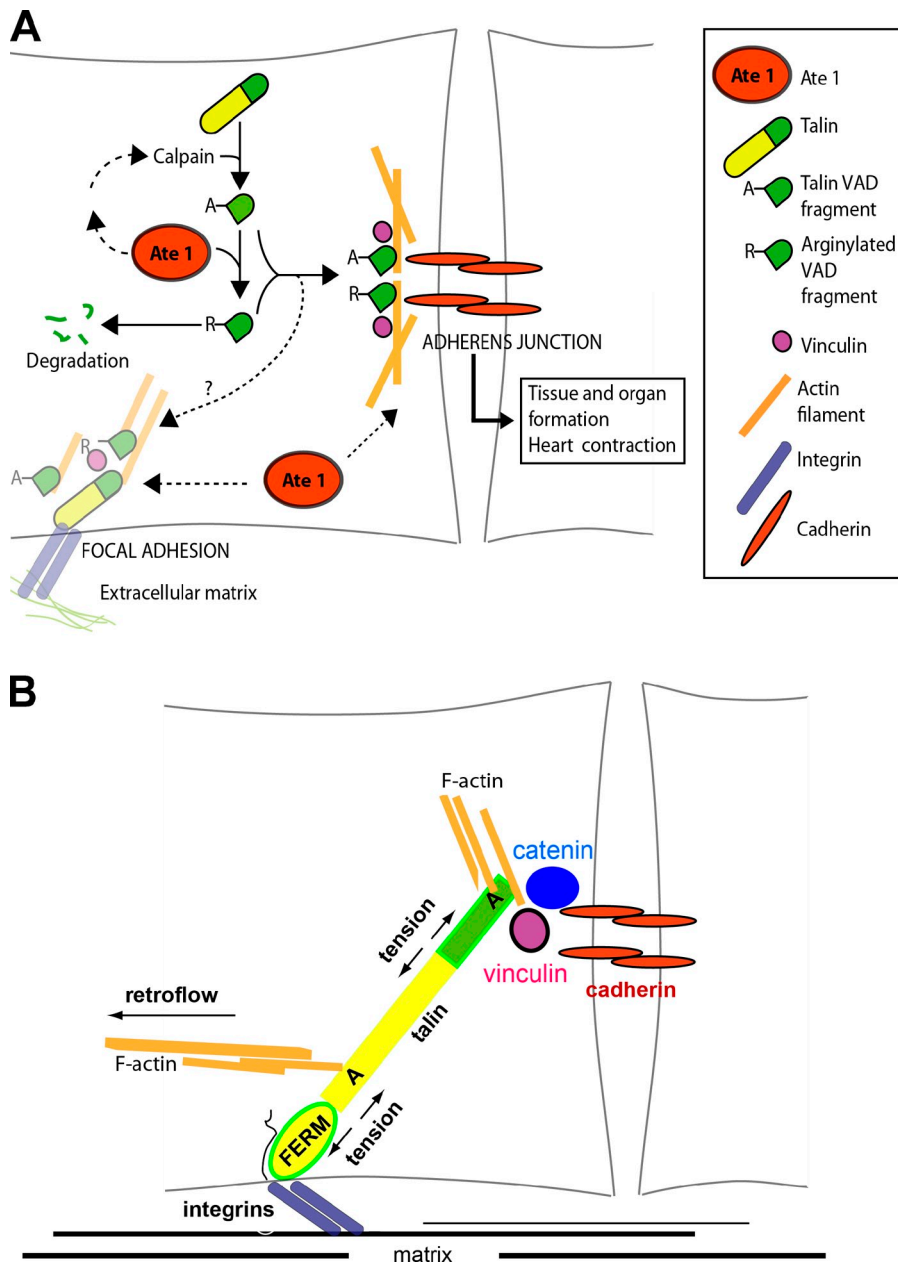 A
Calpain
A
Ate 1
R
Degradation
?
A
R
ADHERENS JUNCTION
Tissue and organ
formation
Heart contraction
R
A
Ate 1
FOCAL ADHESION
Extracellular matrix
Ate 1
Ate 1
Talin
A
Talin VAD
fragment
R
Arginylated
VAD
fragment
Vinculin
Actin
filament
Integrin
Cadherin
B
F-actin
catenin
A
tension
vinculin
cadherin
retroflow
talin
F-actin
A
FERM
tension
integrins
matrix